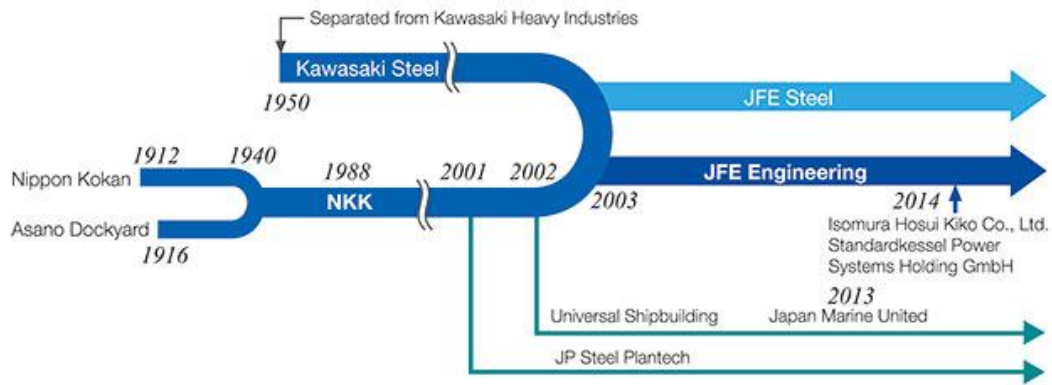 Separated from Kawasaki Heavy Industries
Kawasaki Steel
1950
JFE Steel
1912
1940
1988
2001
2002
JFE Engineering
Nippon Kokan
NKK
2003
2014
Asano Dockyard
1916
Isomura Hosui Kiko Co., Ltd.
Standardkessel Power
Systems Holding GmbH
2013
Universal Shipbuilding
Japan Marine United
JP Steel Plantech